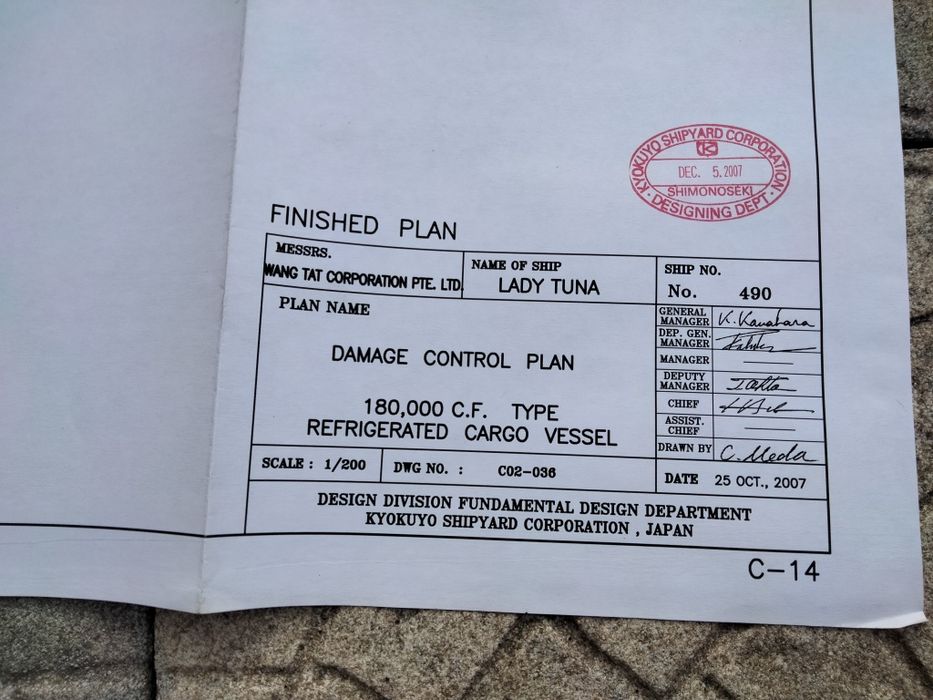 KYOKUYO SHIPYARD CORPORATION
K
DEC. 5.2007
SHIMONOSEKI
· DESIGNING DEPT ·
FINISHED PLAN
MESSRS.
WANG TAT CORPORATION PTE. LTD.
NAME OF SHIP
LADY TUNA
SHIP NO.
No. 490
PLAN NAME
DAMAGE CONTROL PLAN
180,000 C.F. TYPE
REFRIGERATED CARGO VESSEL
GENERAL
MANAGER K. Kawahara
DEP. GEN.
MANAGER
MANAGER
DEPUTY
MANAGER
CHIEF
ASSIST.
CHIEF
DRAWN BY
SCALE : 1/200
DWG NO. : C02-036
DATE 25 OCT., 2007
DESIGN DIVISION FUNDAMENTAL DESIGN DEPARTMENT
KYOKUYO SHIPYARD CORPORATION , JAPAN
C-14